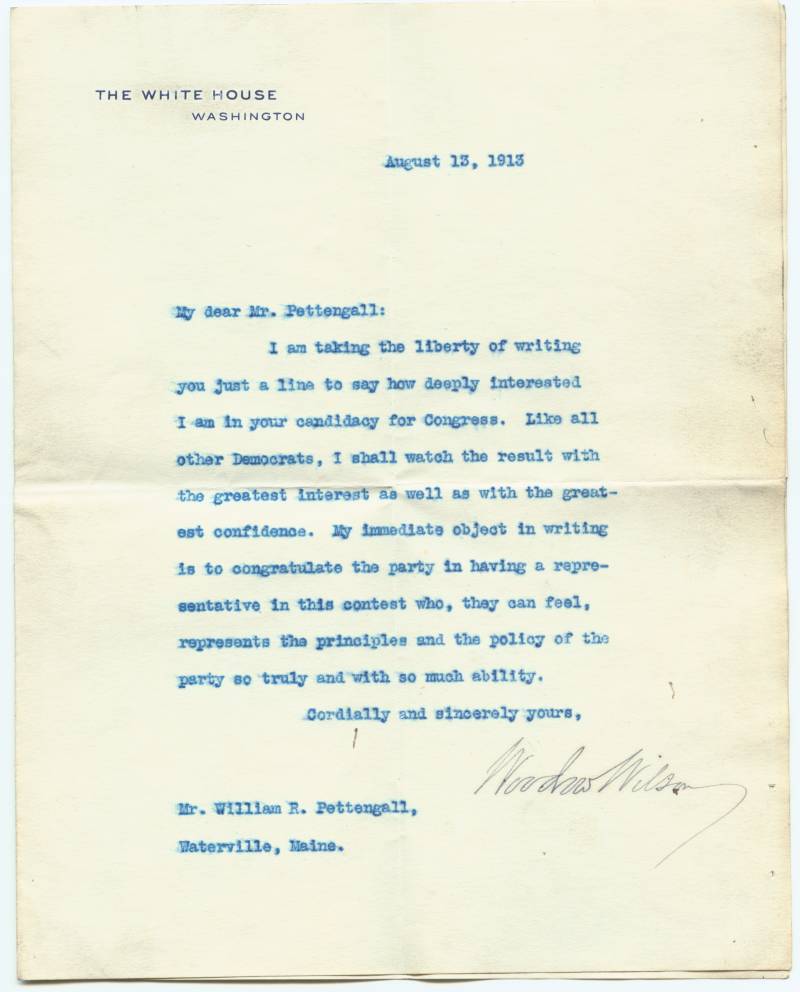 THE WHITE HOUSE
WASHINGTON
August 13, 1913
My dear Mr. Pettengall:
I am taking the liberty of writing
you just a line to say how deeply interested
I am in your candidacy for Congress. Like all
other Democrats, I shall watch the result with
the greatest interest as well as with the great-
est confidence. My immediate object in writing
is to congratulate the party in having a repre-
sentative in this contest who, they can feel,
represents the principles and the policy of the
party so truly and with so much ability.
Cordially and sincerely yours,
Woodrow Wilson
Mr. William R. Pettengall,
Waterville, Maine.